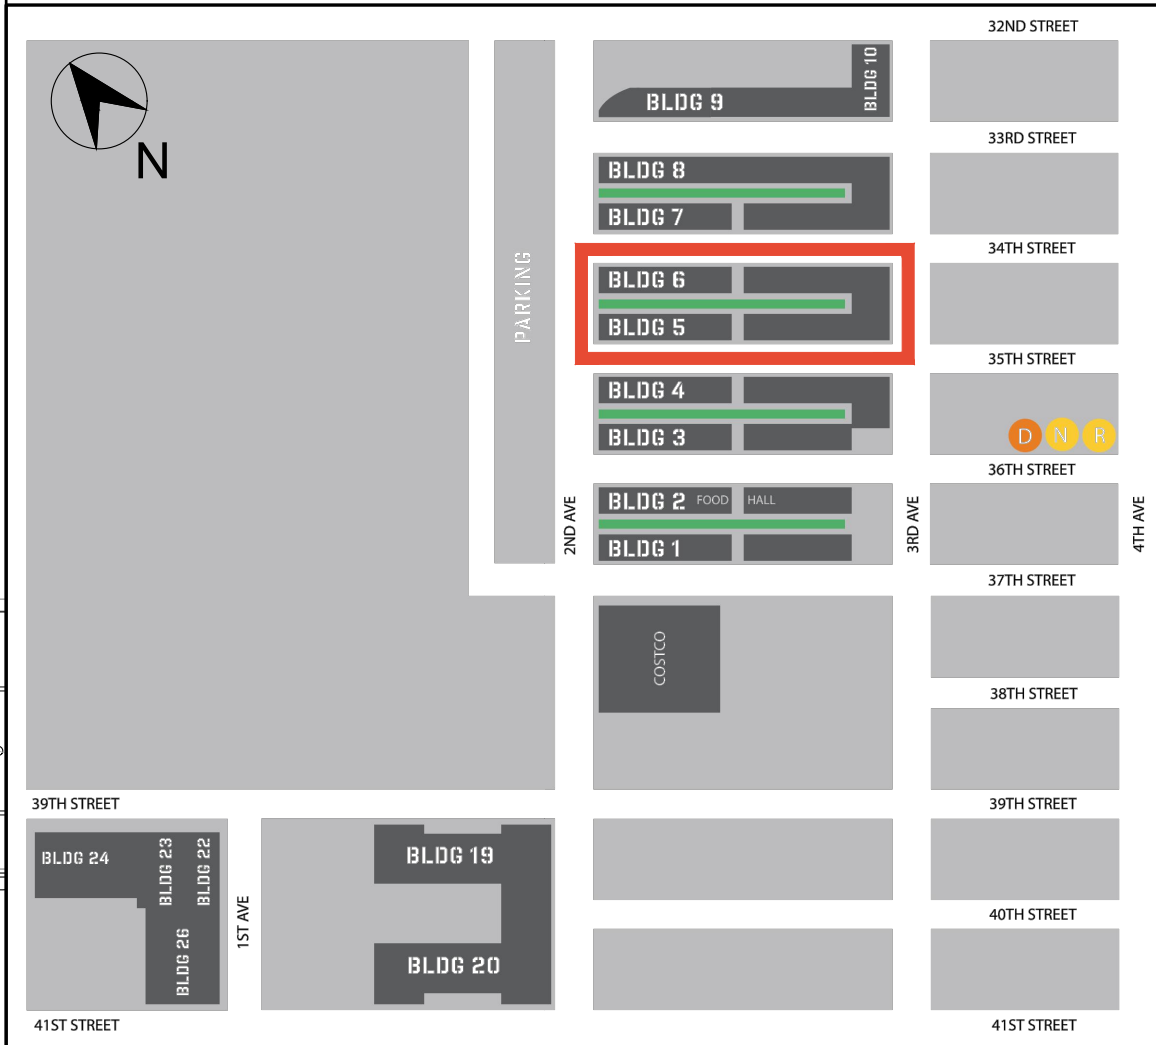 32ND STREET
N
BLDG 9
BLDG 10
33RD STREET
BLDG 8
BLDG 7
34TH STREET
PARKING
BLDG 6
BLDG 5
35TH STREET
BLDG 4
BLDG 3
D N R
36TH STREET
2ND AVE
BLDG 2 FOOD HALL
BLDG 1
3RD AVE
4TH AVE
37TH STREET
COSTCO
38TH STREET
39TH STREET
39TH STREET
BLDG 24
BLDG 23
BLDG 22
BLDG 26
1ST AVE
BLDG 19
BLDG 20
40TH STREET
41ST STREET
41ST STREET